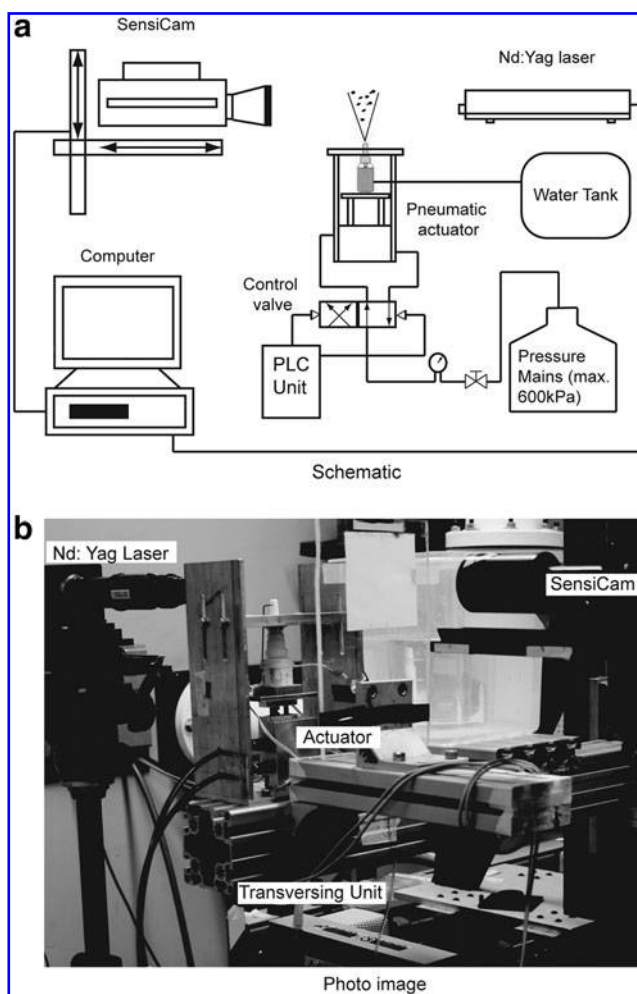 a
SensiCam
Nd:Yag laser
Water Tank
Pneumatic
actuator
Computer
Control
valve
PLC
Unit
Pressure
Mains (max.
600kPa)
Schematic
b
Nd: Yag Laser
SensiCam
Actuator
Transversing Unit
Photo image